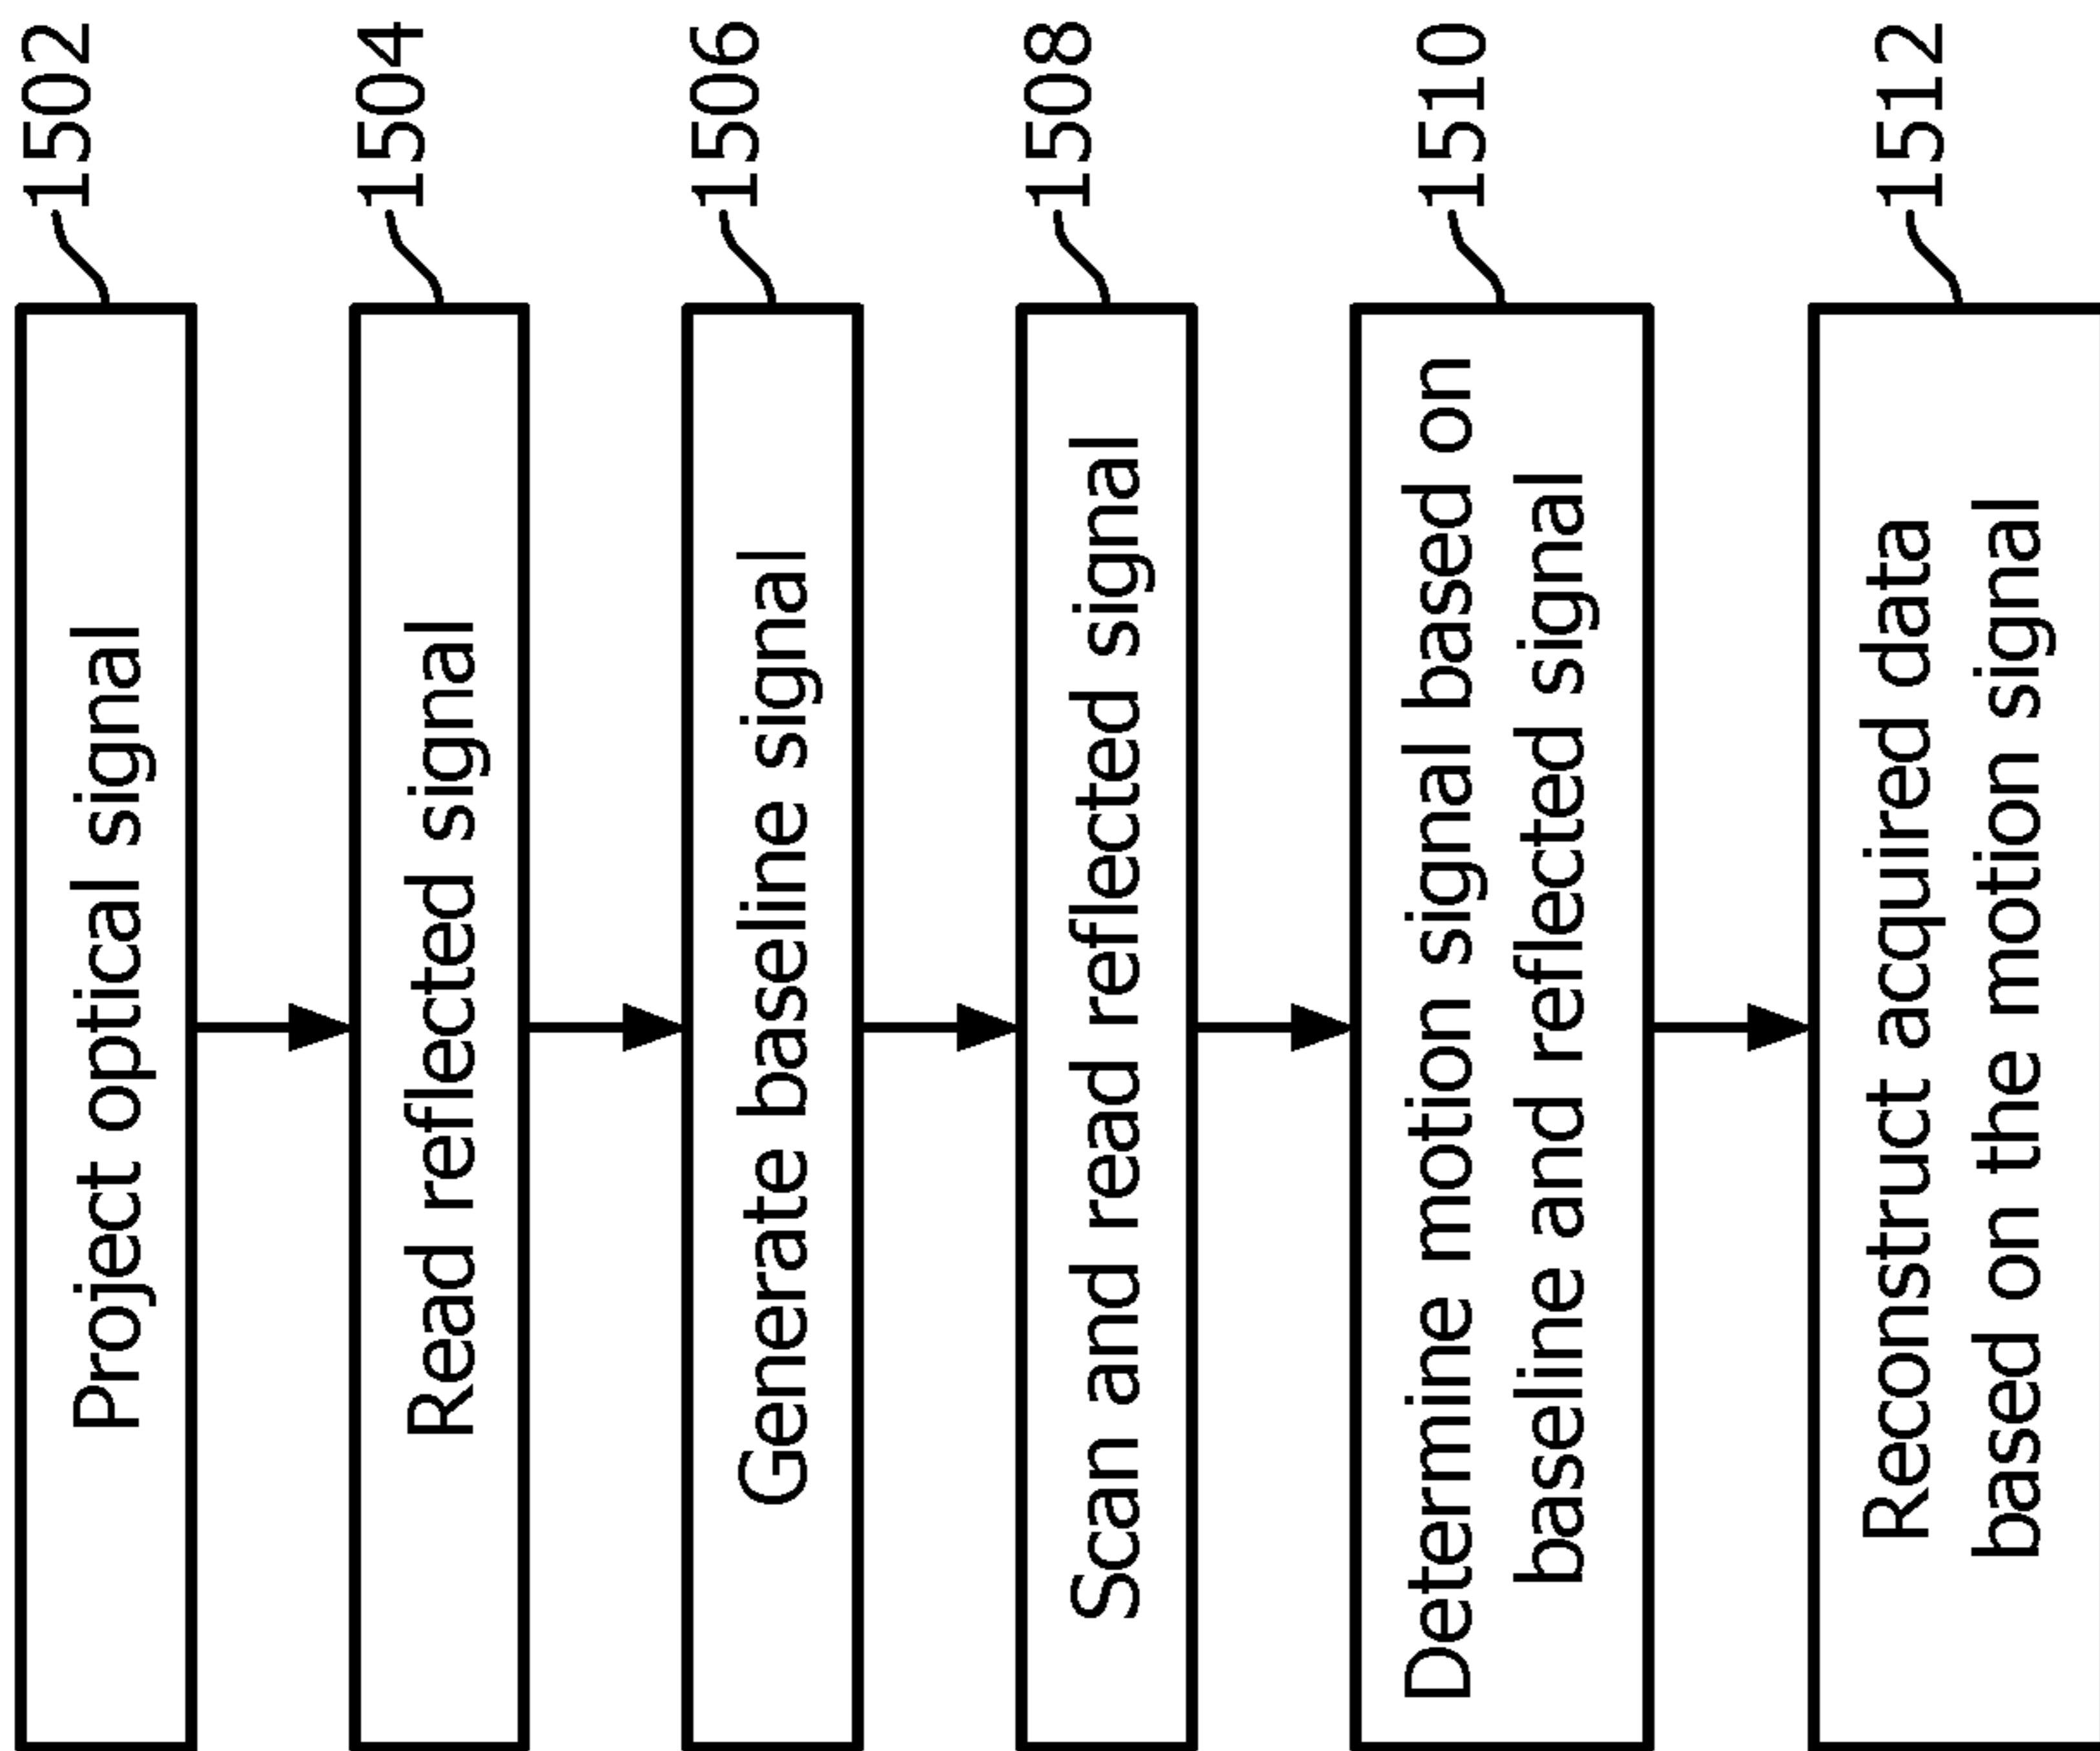 Project optical signal
1502
Read reflected signal
1504
Generate baseline signal
1506
Scan and read reflected signal
1508
Determine motion signal based on
baseline and reflected signal
1510
Reconstruct acquired data
based on the motion signal
1512